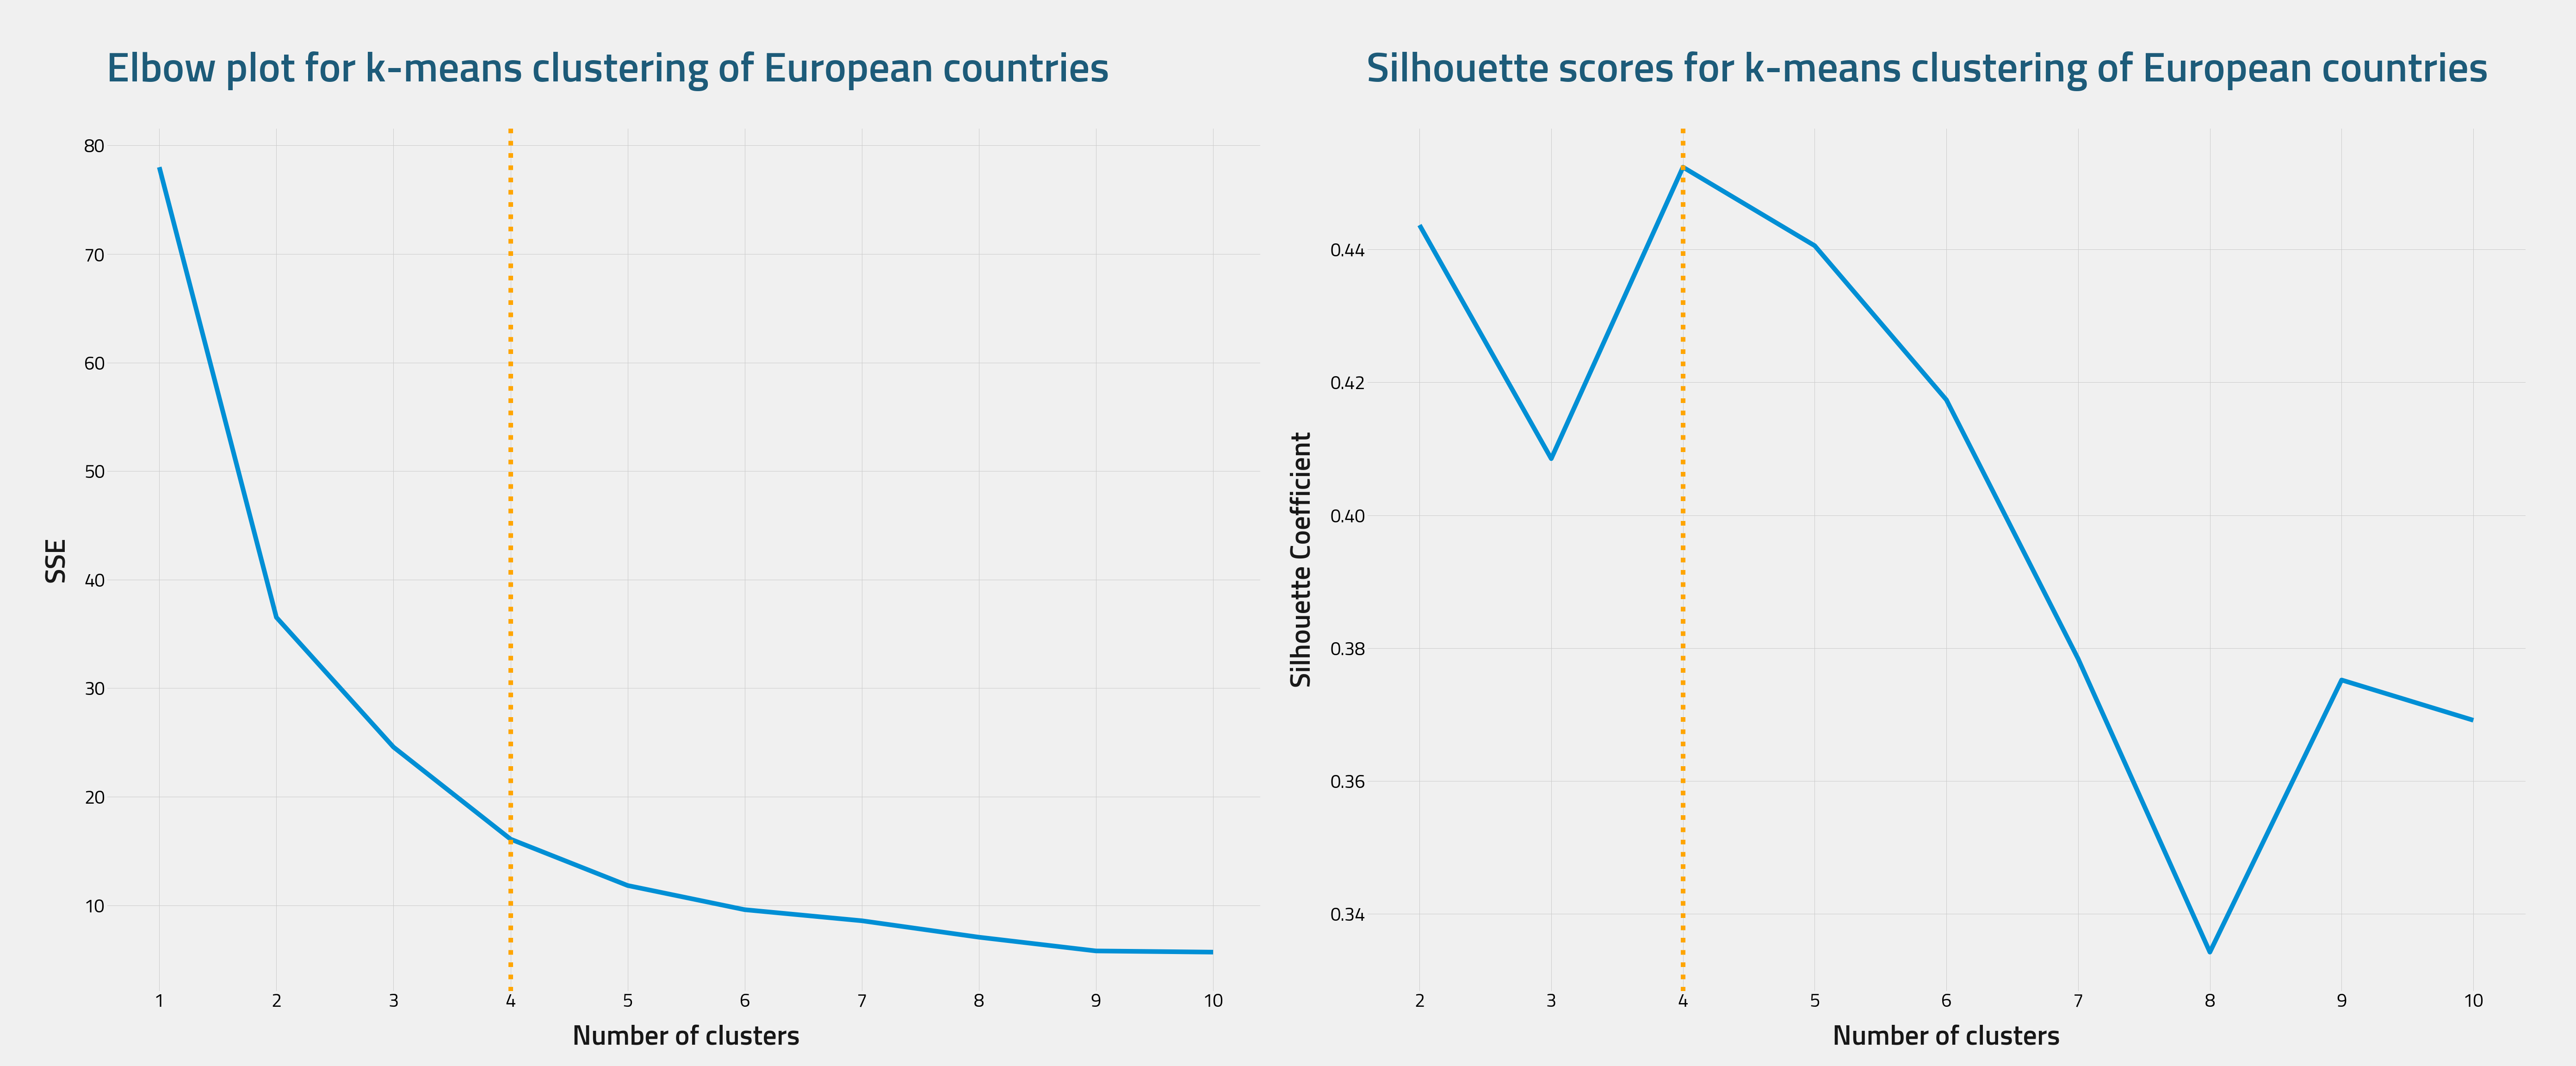 Elbow plot for k-means clustering of European countries
80
70
60
50
40
30
20
10
SSE
1 2 3 4 5 6 7 8 9 10
Number of clusters
Silhouette scores for k-means clustering of European countries
0.44
0.42
0.40
0.38
0.36
0.34
Silhouette Coefficient
2 3 4 5 6 7 8 9 10
Number of clusters